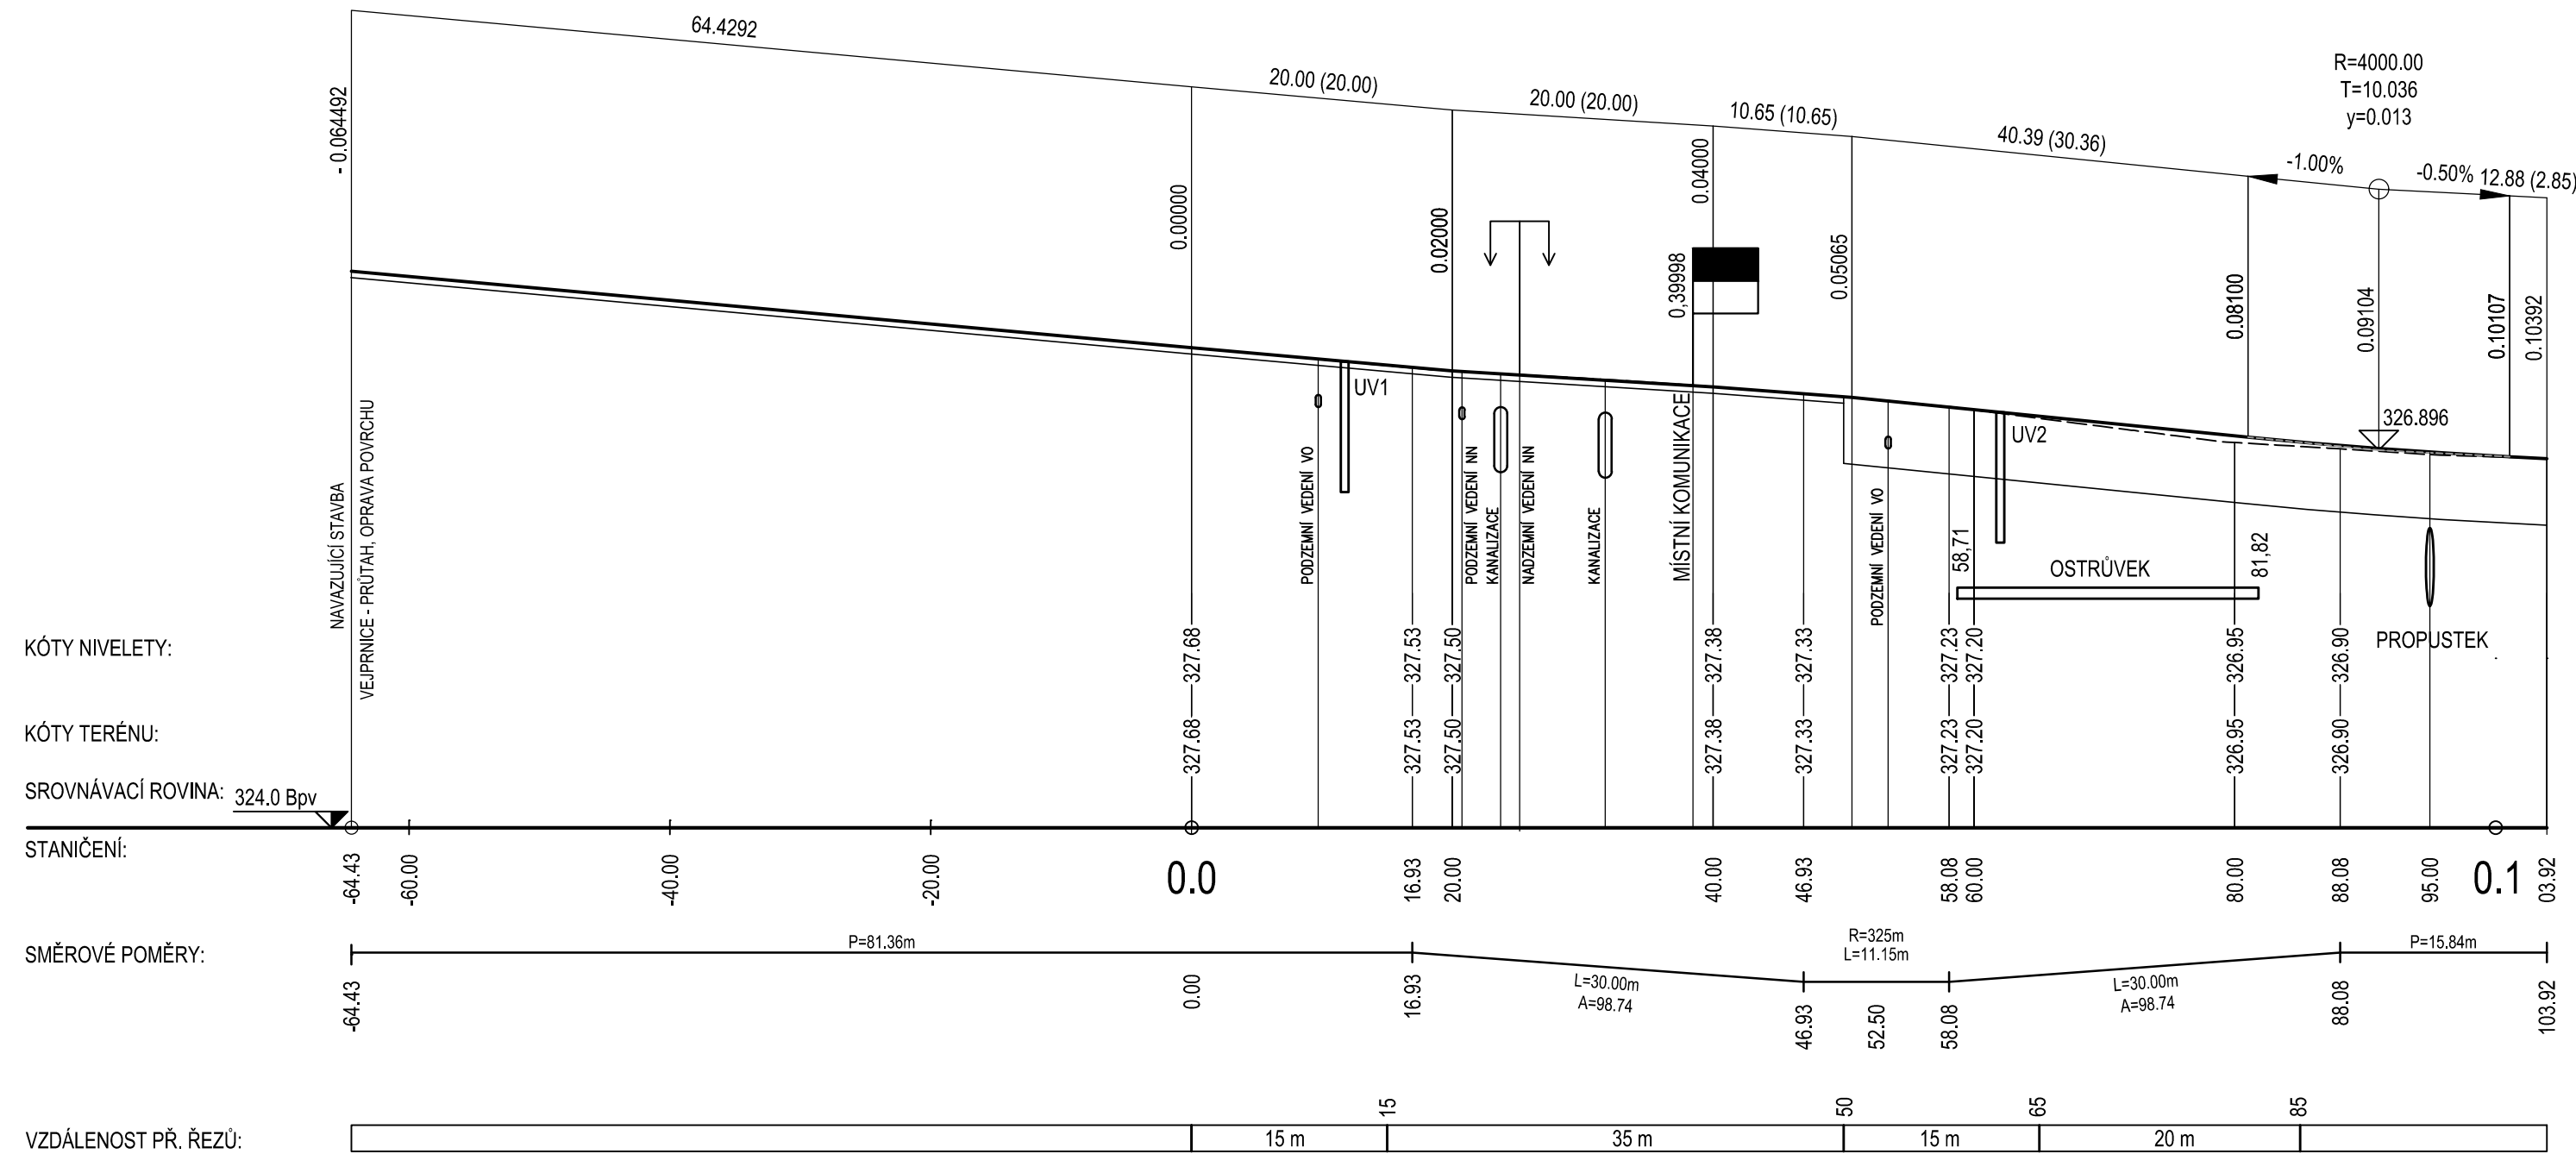 64.4292
20.00 (20.00)
20.00 (20.00)
10.65 (10.65)
40.39 (30.36)
R=4000.00
T=10.036
y=0.013
-1.00%
-0.50%
12.88 (2.85)
- 0.064492
0.00000
0.02000
0.04000
0,39998
0.05065
0.08100
0.09104
0.10107
0.10392
326.896
UV1
UV2
NAVAZUJÍCÍ STAVBA
VEJPRNICE - PRŮTAH, OPRAVA POVRCHU
PODZEMNÍ VEDENÍ VO
PODZEMNÍ VEDENÍ NN
KANALIZACE
NADZEMNÍ VEDENÍ NN
KANALIZACE
MÍSTNÍ KOMUNIKACE
PODZEMNÍ VEDENÍ VO
58,71
OSTRŮVEK
81,82
PROPUSTEK
KÓTY NIVELETY:
327.68
327.53
327.50
327.38
327.33
327.23
327.20
326.95
326.90
KÓTY TERÉNU:
327.68
327.53
327.50
327.38
327.33
327.23
327.20
326.95
326.90
SROVNÁVACÍ ROVINA:
324.0 Bpv
STANIČENÍ:
-64.43
-60.00
-40.00
-20.00
0.0
16.93
20.00
40.00
46.93
58.08
60.00
80.00
88.08
95.00
0.1
03.92
SMĚROVÉ POMĚRY:
P=81.36m
R=325m
L=11.15m
P=15.84m
L=30.00m
A=98.74
L=30.00m
A=98.74
-64.43
0.00
16.93
46.93
52.50
58.08
88.08
103.92
15
50
65
85
VZDÁLENOST PŘ. ŘEZŮ:
15 m
35 m
15 m
20 m